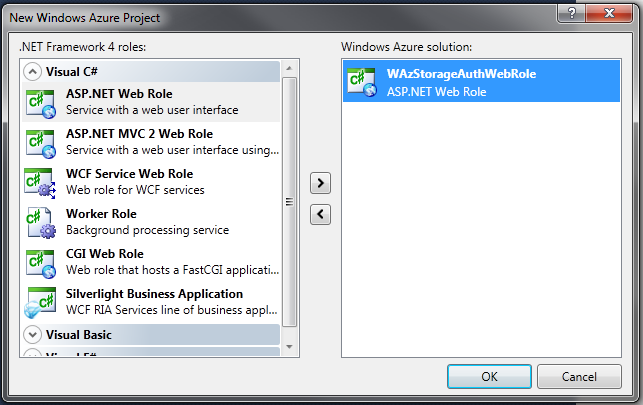 New Windows Azure Project
.NET Framework 4 roles:
Visual C#
ASP.NET Web Role
Service with a web user interface
ASP.NET MVC 2 Web Role
Service with a web user interface using...
WCF Service Web Role
Web role for WCF services
Worker Role
Background processing service
CGI Web Role
Web role that hosts a FastCGI applicati...
Silverlight Business Application
WCF RIA Services line of business appl...
Visual Basic
Windows Azure solution:
WAzStorageAuthWebRole
ASP.NET Web Role
OK
Cancel